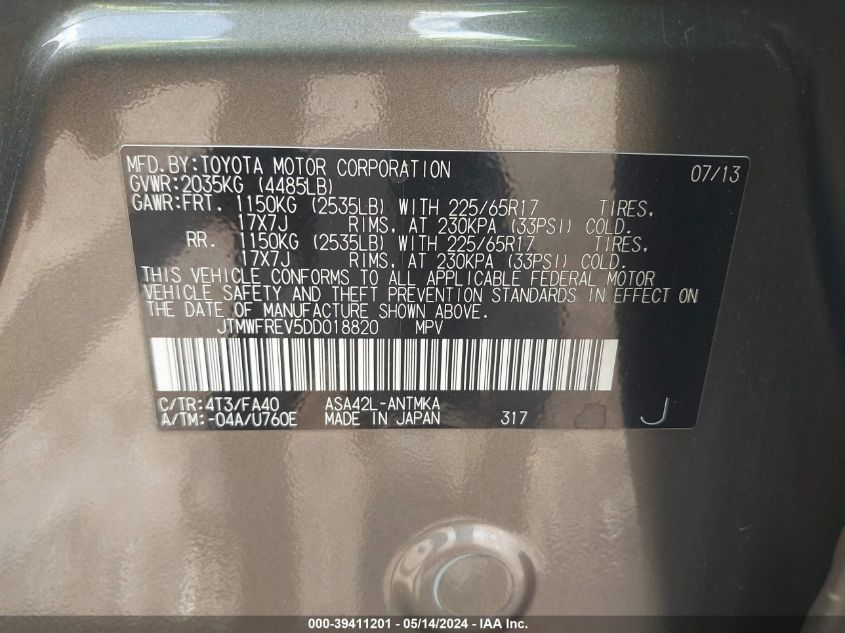 MFD.BY:TOYOTA MOTOR CORPORATION 07/13
GVWR:2035KG (4485LB)
GAWR:FRT. 1150KG (2535LB) WITH 225/65R17 TIRES,
17X7J RIMS, AT 230KPA (33PSI) COLD.
RR. 1150KG (2535LB) WITH 225/65R17 TIRES,
17X7J RIMS, AT 230KPA (33PSI) COLD.
THIS VEHICLE CONFORMS TO ALL APPLICABLE FEDERAL MOTOR
VEHICLE SAFETY AND THEFT PREVENTION STANDARDS IN EFFECT ON
THE DATE OF MANUFACTURE SHOWN ABOVE.
JTMWFREV5DD018820 MPV
C/TR:4T3/FA40 ASA42L-ANTMKA
A/TM:-04A/U760E MADE IN JAPAN 317 J
000-39411201 - 05/14/2024 - IAA Inc.